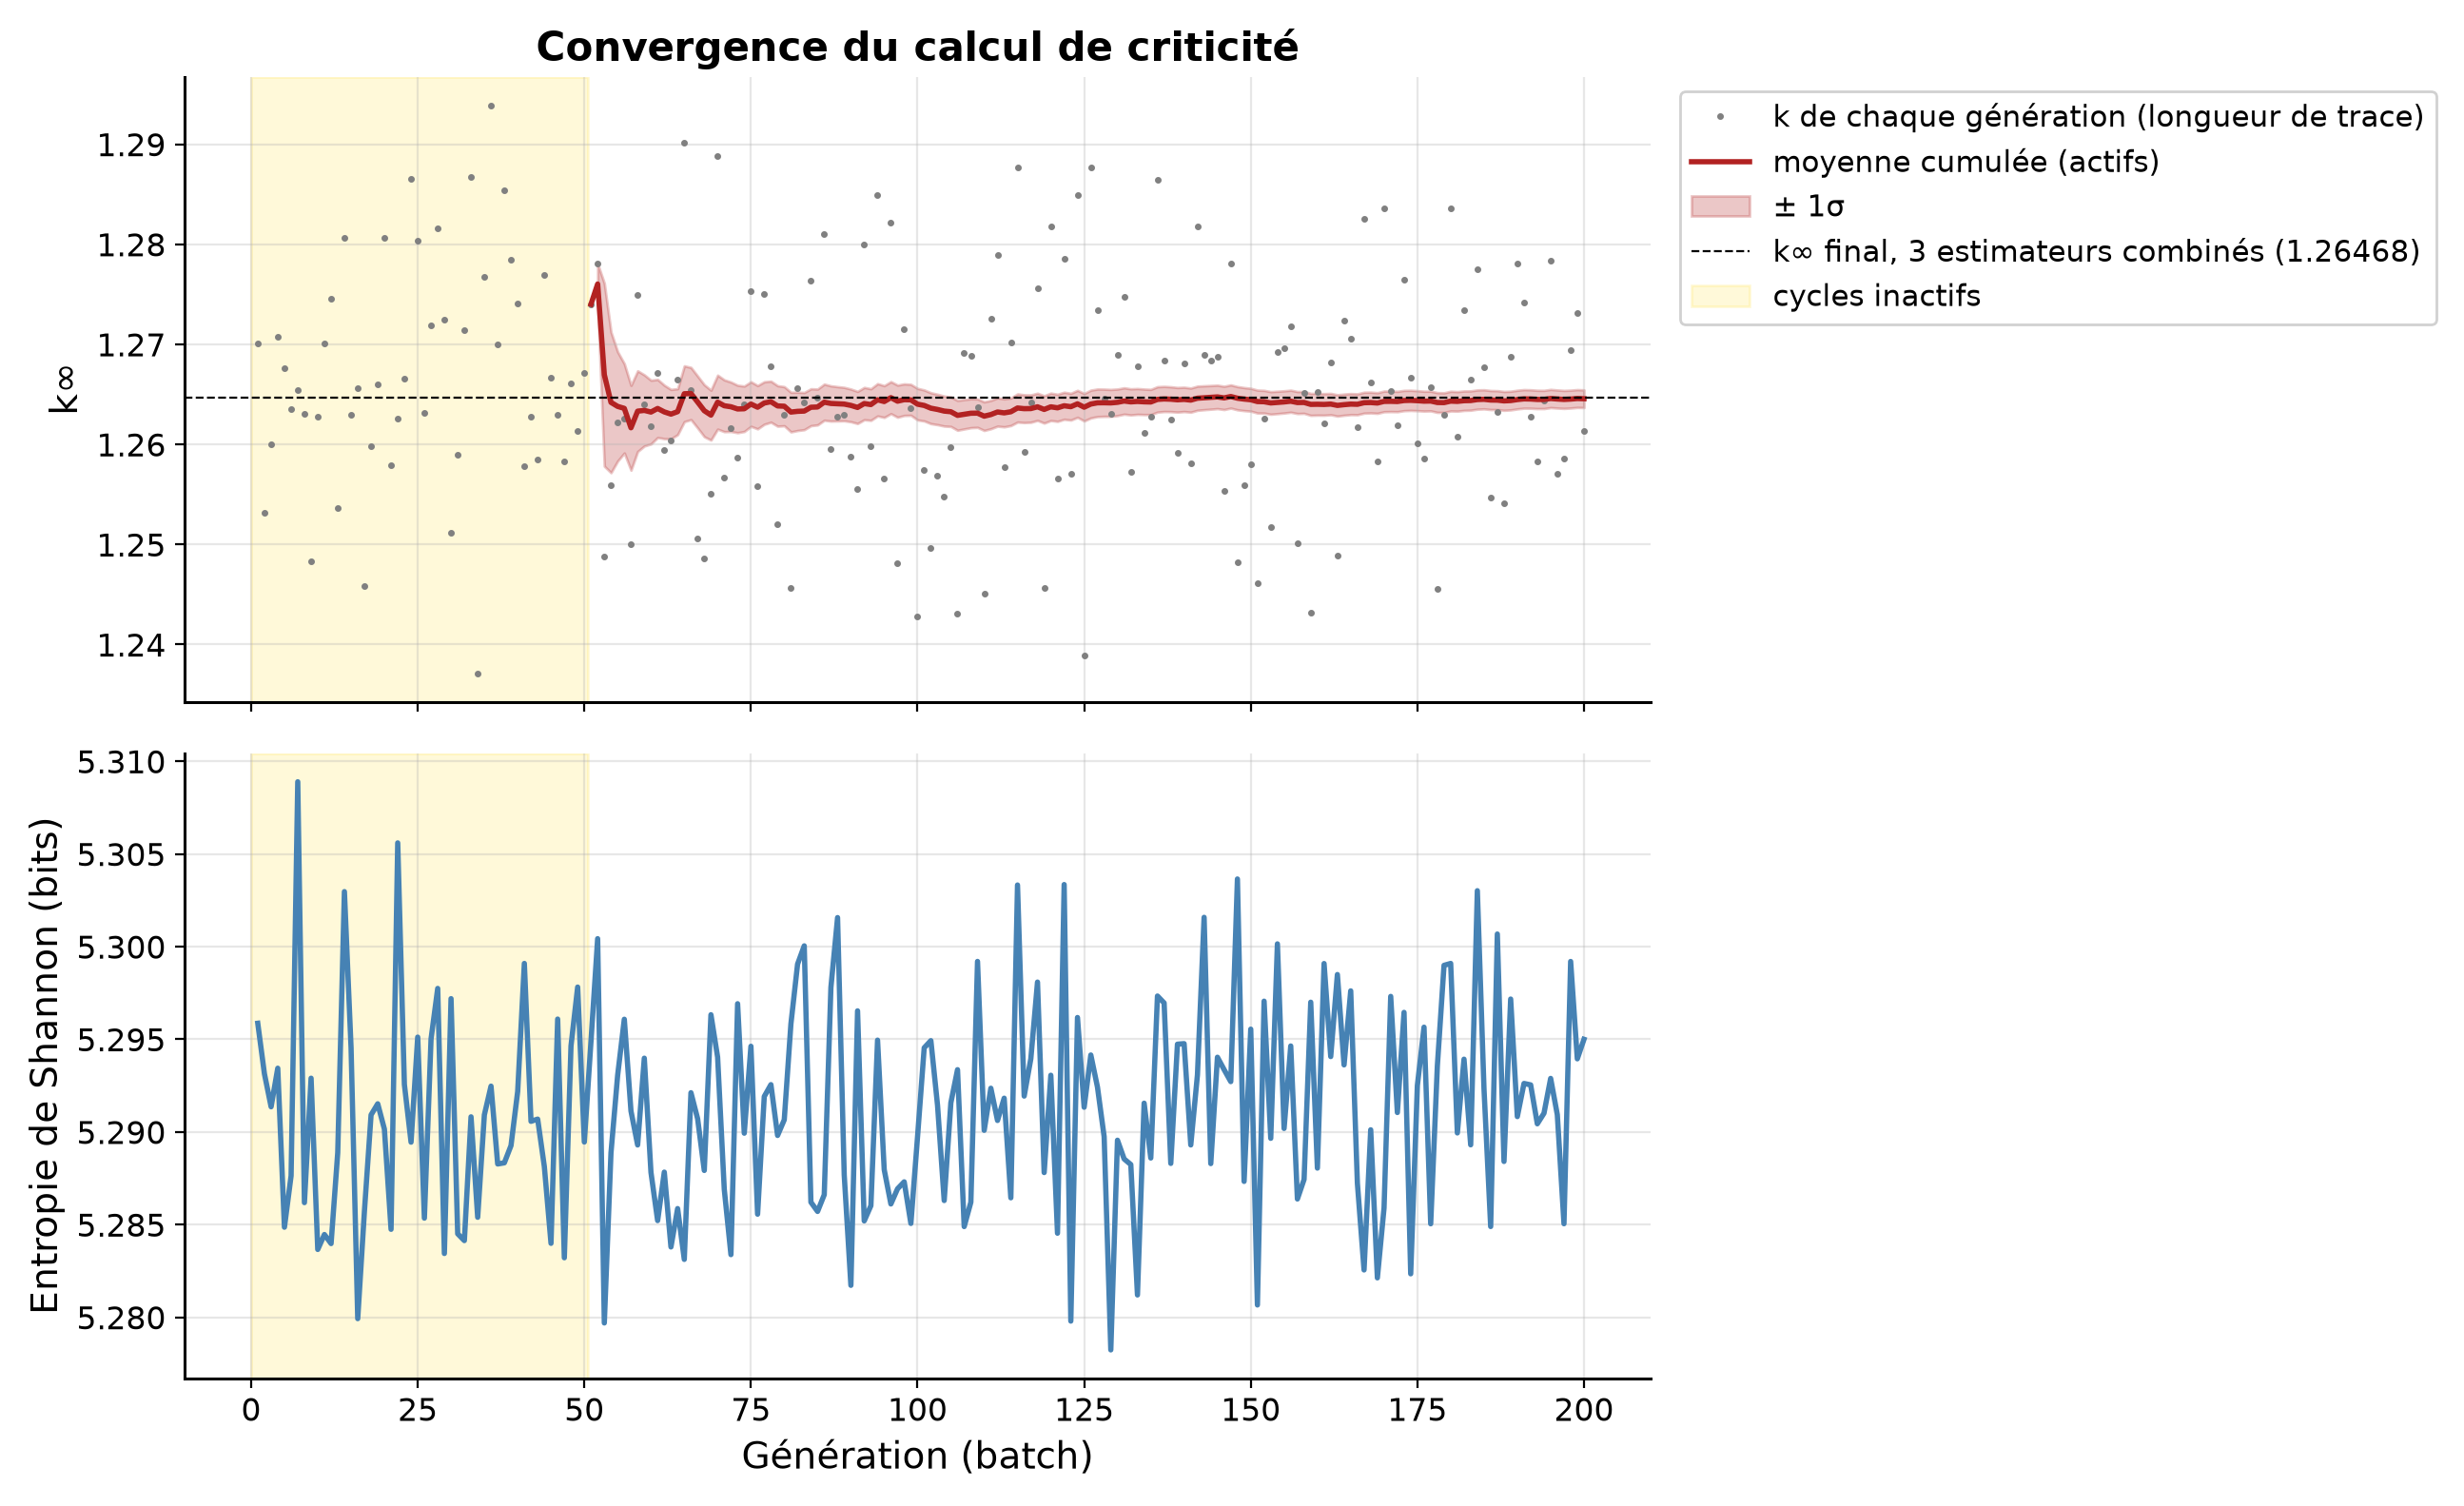 Convergence du calcul de criticité
k∞
1.29
1.28
1.27
1.26
1.25
1.24
k de chaque génération (longueur de trace)
moyenne cumulée (actifs)
± 1σ
k∞ final, 3 estimateurs combinés (1.26468)
cycles inactifs
Entropie de Shannon (bits)
5.310
5.305
5.300
5.295
5.290
5.285
5.280
0 25 50 75 100 125 150 175 200
Génération (batch)